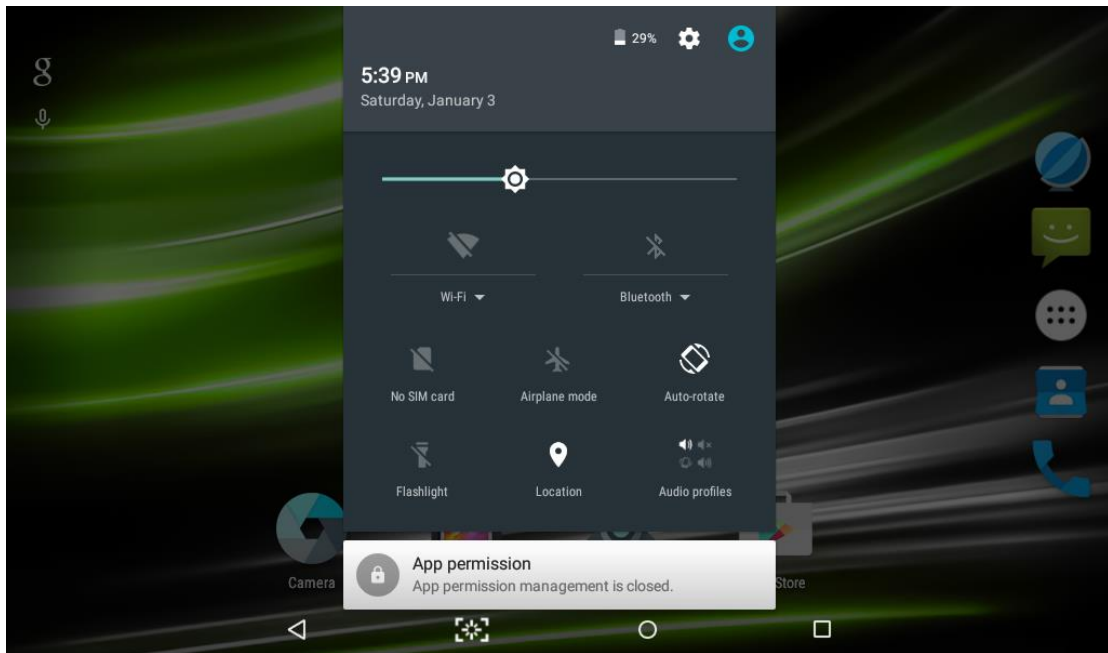 29%
g
5:39 PM
Saturday, January 3
Wi-Fi
Bluetooth
No SIM card
Airplane mode
Auto-rotate
Flashlight
Location
Audio profiles
App permission
App permission management is closed.
Camera
Store